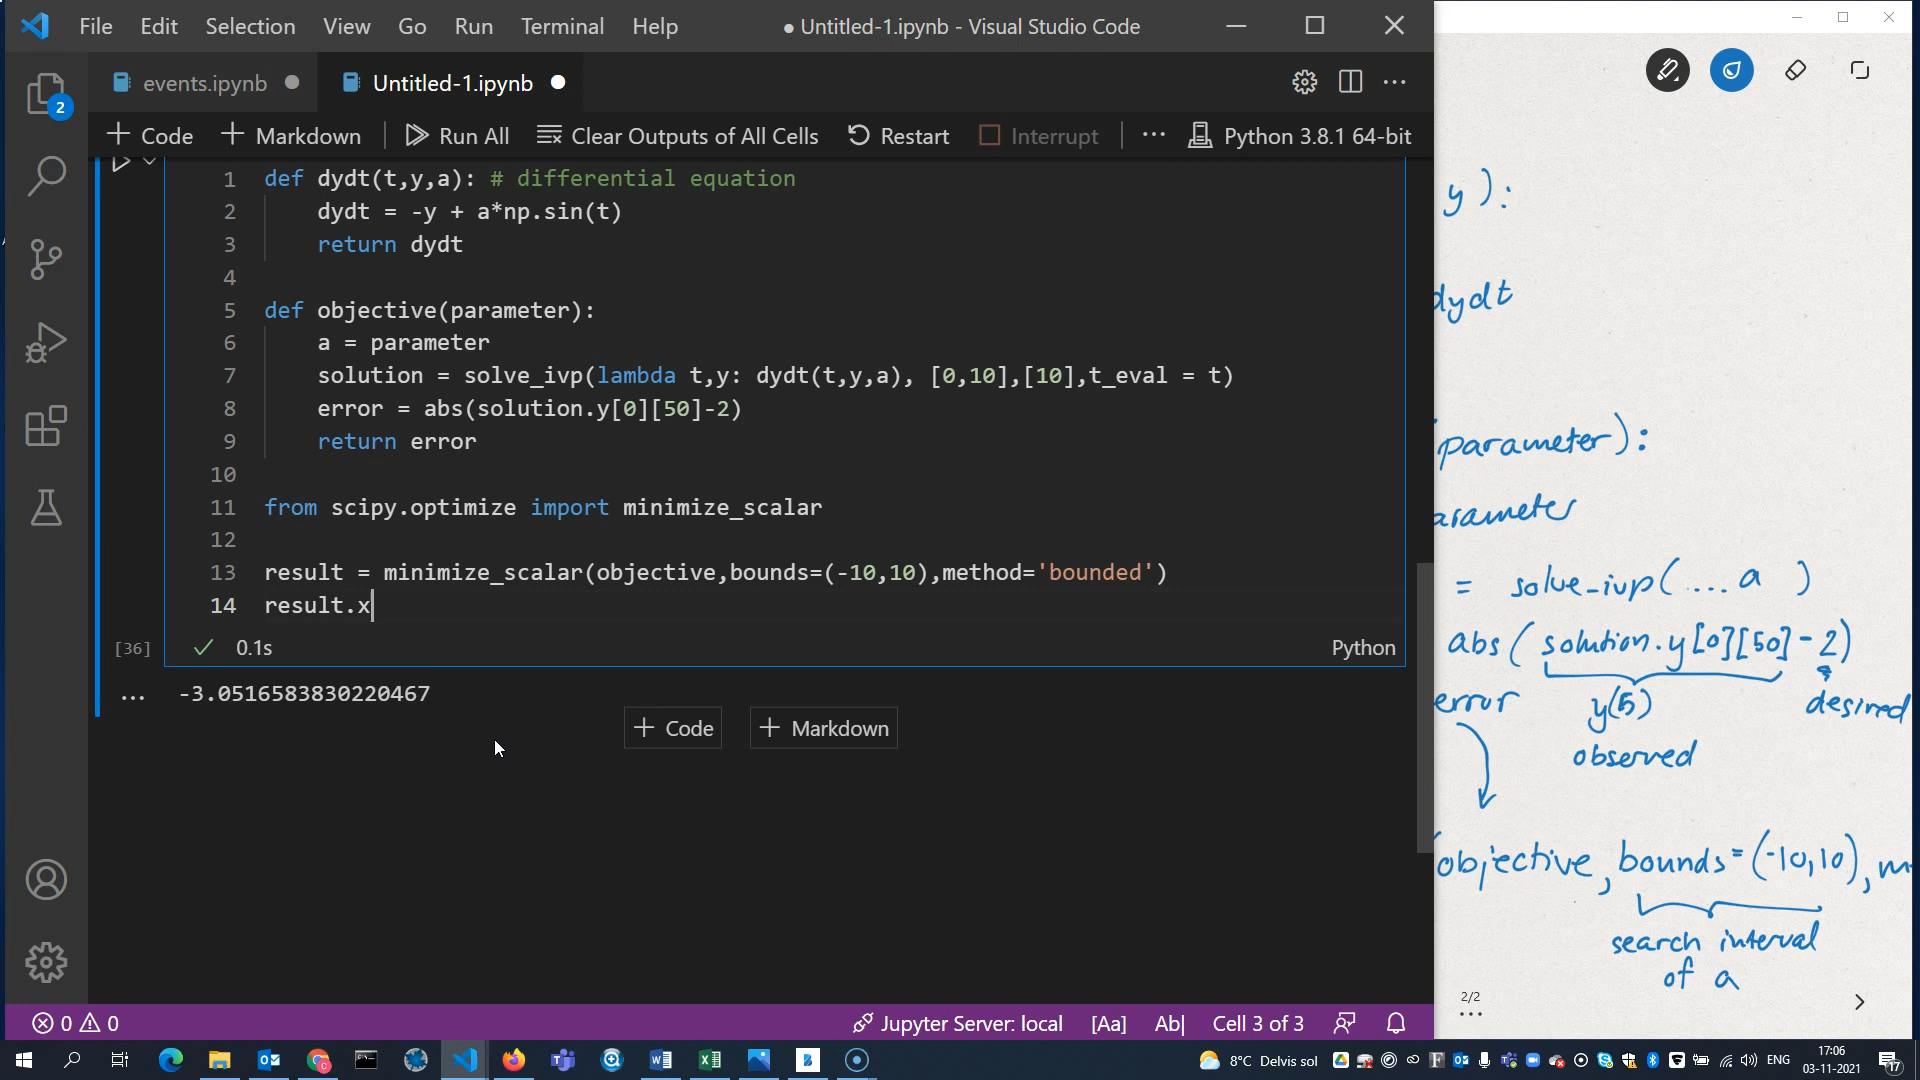 File Edit Selection View Go Run Terminal Help ● Untitled-1.ipynb - Visual Studio Code
events.ipynb Untitled-1.ipynb
Code Markdown Run All Clear Outputs of All Cells Restart Interrupt Python 3.8.1 64-bit
2
1 def dydt(t,y,a): # differential equation
2 dydt = -y + a*np.sin(t)
3 return dydt
4
5 def objective(parameter):
6 a = parameter
7 solution = solve_ivp(lambda t,y: dydt(t,y,a), [0,10],[10],t_eval = t)
8 error = abs(solution.y[0][50]-2)
9 return error
10
11 from scipy.optimize import minimize_scalar
12
13 result = minimize_scalar(objective,bounds=(-10,10),method='bounded')
14 result.x
[36] 0.1s Python
... -3.0516583830220467
+ Code + Markdown
y ):
dydt
(parameter):
arameter
= solve_ivp(...a )
abs( solution.y[0][50] - 2)
error y(5) desired
observed
(objective, bounds=(-10,10), m
search interval
of a
2/2
0 0 Jupyter Server: local [Aa] Ab| Cell 3 of 3
8°C Delvis sol ENG 17:06
03-11-2021 17